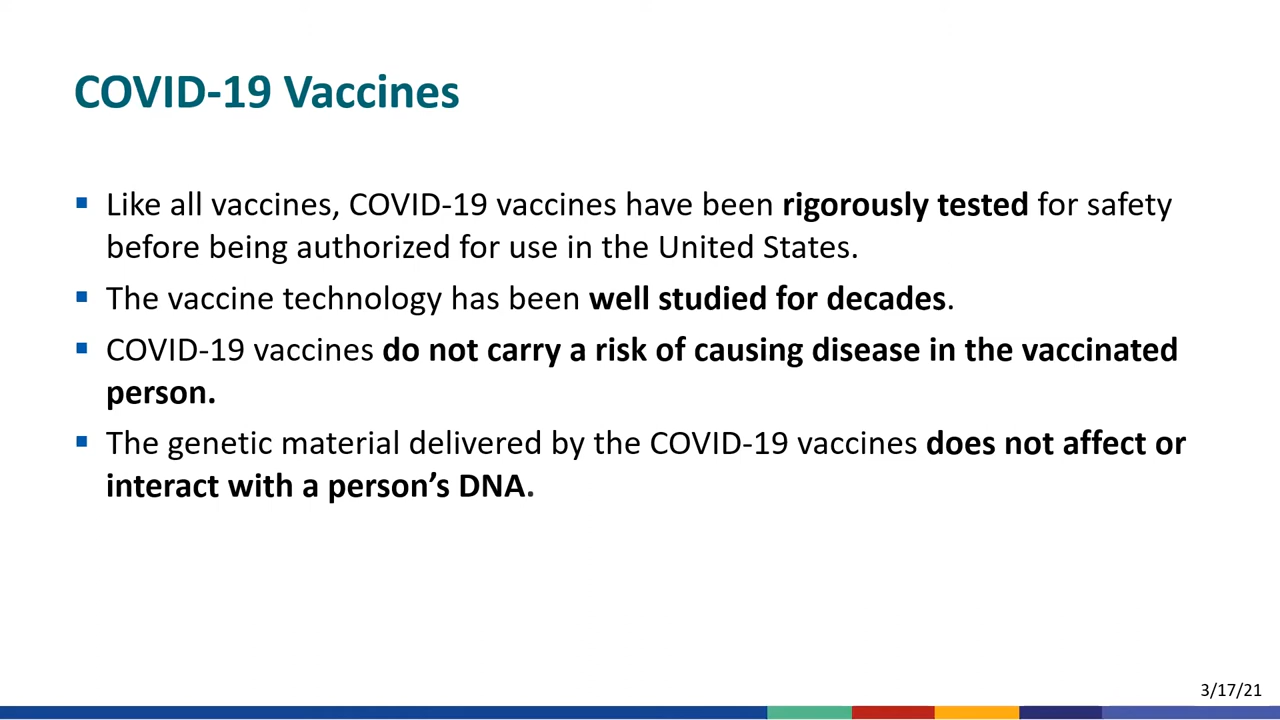 COVID-19 Vaccines
Like all vaccines, COVID-19 vaccines have been rigorously tested for safety
before being authorized for use in the United States.
The vaccine technology has been well studied for decades.
COVID-19 vaccines do not carry a risk of causing disease in the vaccinated
person.
The genetic material delivered by the COVID-19 vaccines does not affect or
interact with a person’s DNA.
3/17/21